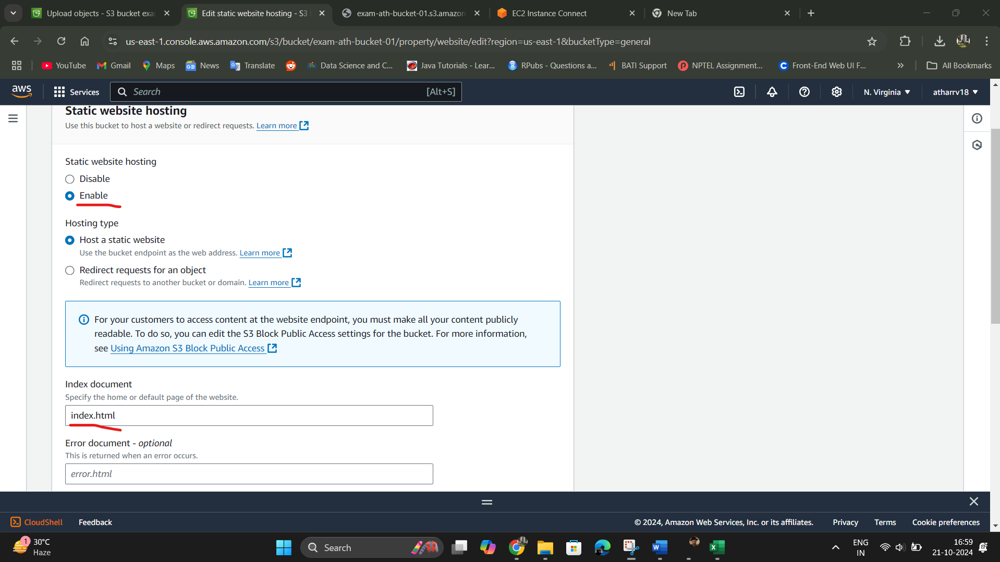 Upload objects - S3 bucket exa
Edit static website hosting - S3
exam-ath-bucket-01.s3.amazon
EC2 Instance Connect
New Tab
us-east-1.console.aws.amazon.com/s3/bucket/exam-ath-bucket-01/property/website/edit?region=us-east-1&bucketType=general
YouTube
Gmail
Maps
News
Translate
Data Science and C...
Java Tutorials - Lear...
RPubs - Questions a...
BATI Support
NPTEL Assignment...
Front-End Web UI F...
All Bookmarks
aws
Services
Search
[Alt+S]
N. Virginia
atharrv18
Static website hosting
Use this bucket to host a website or redirect requests. Learn more
Static website hosting
Disable
Enable
Hosting type
Host a static website
Use the bucket endpoint as the web address. Learn more
Redirect requests for an object
Redirect requests to another bucket or domain. Learn more
For your customers to access content at the website endpoint, you must make all your content publicly
readable. To do so, you can edit the S3 Block Public Access settings for the bucket. For more information,
see Using Amazon S3 Block Public Access
Index document
Specify the home or default page of the website.
index.html
Error document - optional
This is returned when an error occurs.
error.html
CloudShell
Feedback
© 2024, Amazon Web Services, Inc. or its affiliates.
Privacy
Terms
Cookie preferences
1
30°C
Haze
Search
ENG
IN
16:59
21-10-2024